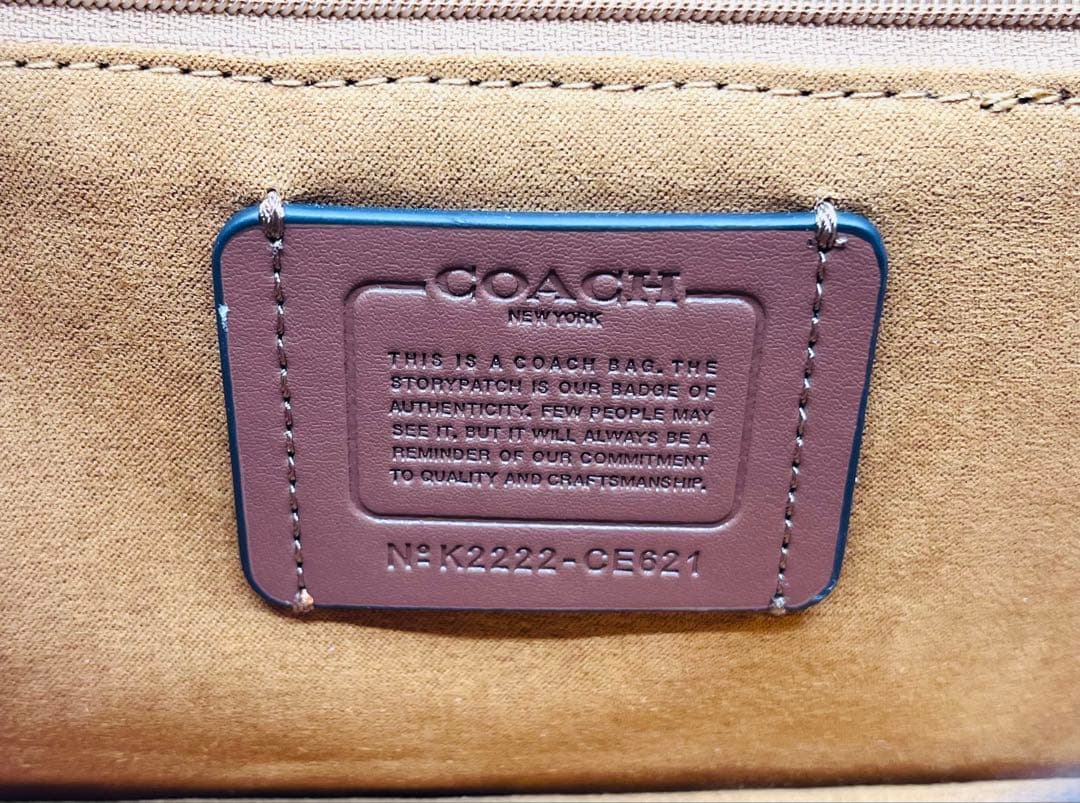 COACH
NEW YORK
THIS IS A COACH BAG. THE
STORYPATCH IS OUR BADGE OF
AUTHENTICITY. FEW PEOPLE MAY
SEE IT, BUT IT WILL ALWAYS BE A
REMINDER OF OUR COMMITMENT
TO QUALITY AND CRAFTSMANSHIP.
Nº K2222-CE621